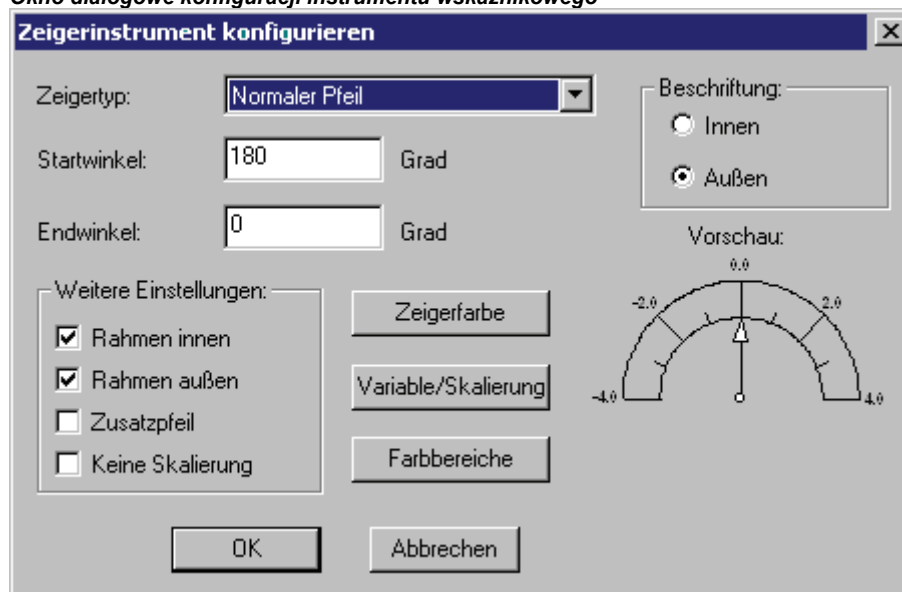 Okno dialogowe konfiguracji instrumentu wskaźnikowego
Zeigerinstrument konfigurieren
Zeigertyp:
Normaler Pfeil
Startwinkel:
180
Grad
Endwinkel:
0
Grad
Beschriftung:
Innen
Außen
Vorschau:
0.0
-2.0
2.0
-4.0
4.0
Weitere Einstellungen:
Rahmen innen
Rahmen außen
Zusatzpfeil
Keine Skalierung
Zeigerfarbe
Variable/Skalierung
Farbbereiche
OK
Abbrechen